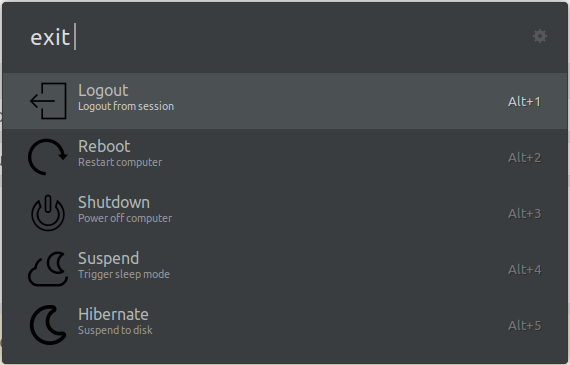 exit
Logout
Logout from session
Alt+1
Reboot
Restart computer
Alt+2
Shutdown
Power off computer
Alt+3
Suspend
Trigger sleep mode
Alt+4
Hibernate
Suspend to disk
Alt+5